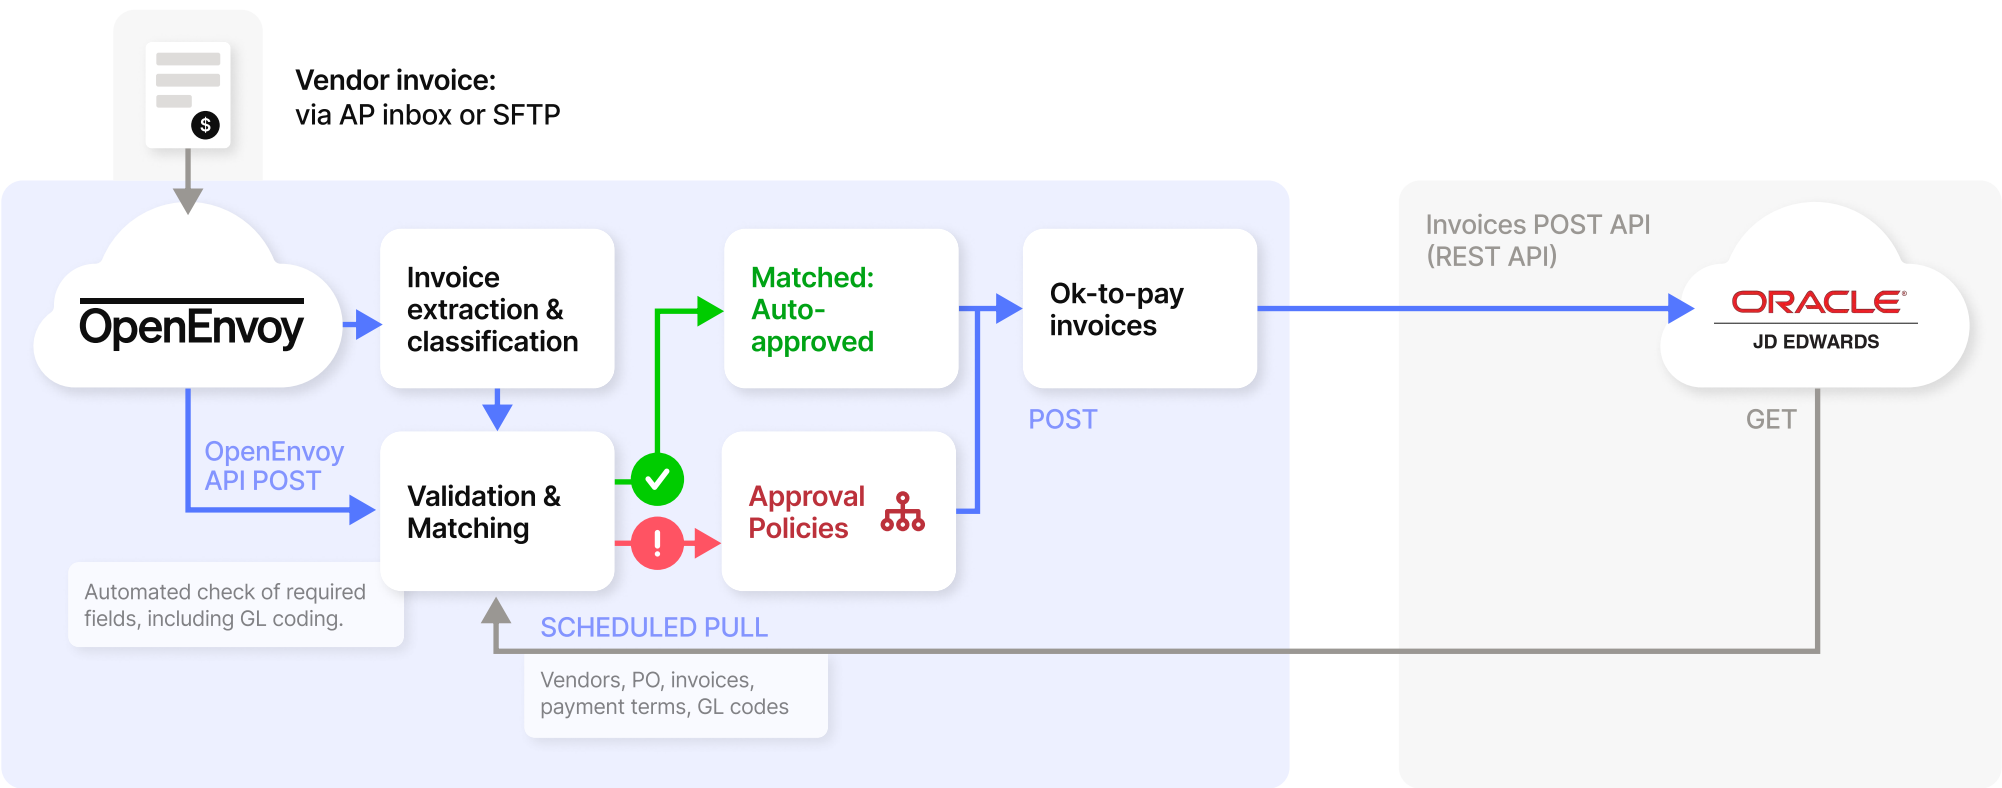 $
Vendor invoice:
via AP inbox or SFTP
OpenEnvoy
Invoice
extraction &
classification
Matched:
Auto-
approved
Ok-to-pay
invoices
Invoices POST API
(REST API)
ORACLE®
JD EDWARDS
OpenEnvoy
API POST
Validation &
Matching
!
Approval
Policies
POST
GET
Automated check of required
fields, including GL coding.
SCHEDULED PULL
Vendors, PO, invoices,
payment terms, GL codes